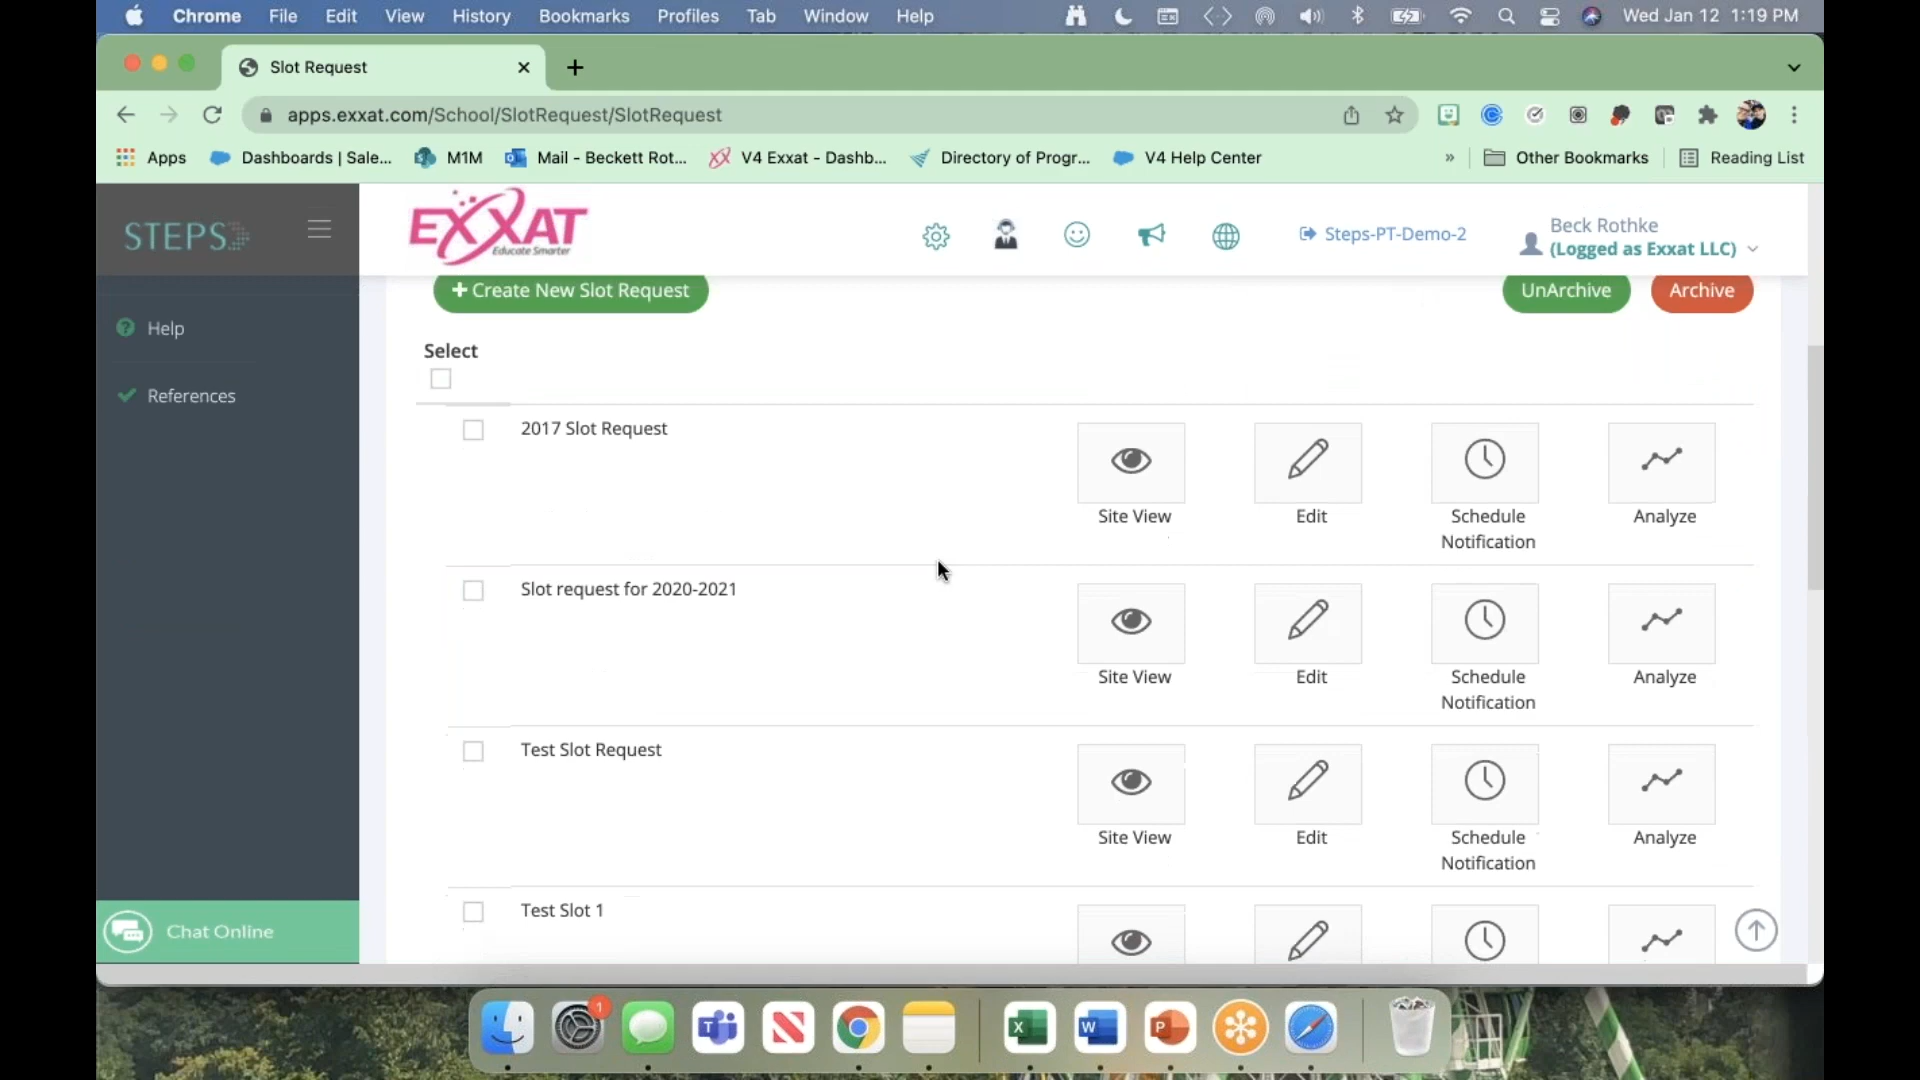 Chrome File Edit View History Bookmarks Profiles Tab Window Help Wed Jan 12 1:19 PM
Slot Request
apps.exxat.com/School/SlotRequest/SlotRequest
Apps Dashboards | Sale... M1M Mail - Beckett Rot... V4 Exxat - Dashb... Directory of Progr... V4 Help Center » Other Bookmarks Reading List
STEPS
EXXAT
Educate Smarter
Steps-PT-Demo-2
Beck Rothke
(Logged as Exxat LLC)
Help
References
Chat Online
+ Create New Slot Request UnArchive Archive
Select
2017 Slot Request
Site View Edit Schedule Notification Analyze
Slot request for 2020-2021
Site View Edit Schedule Notification Analyze
Test Slot Request
Site View Edit Schedule Notification Analyze
Test Slot 1
1
T
N
X
W
P